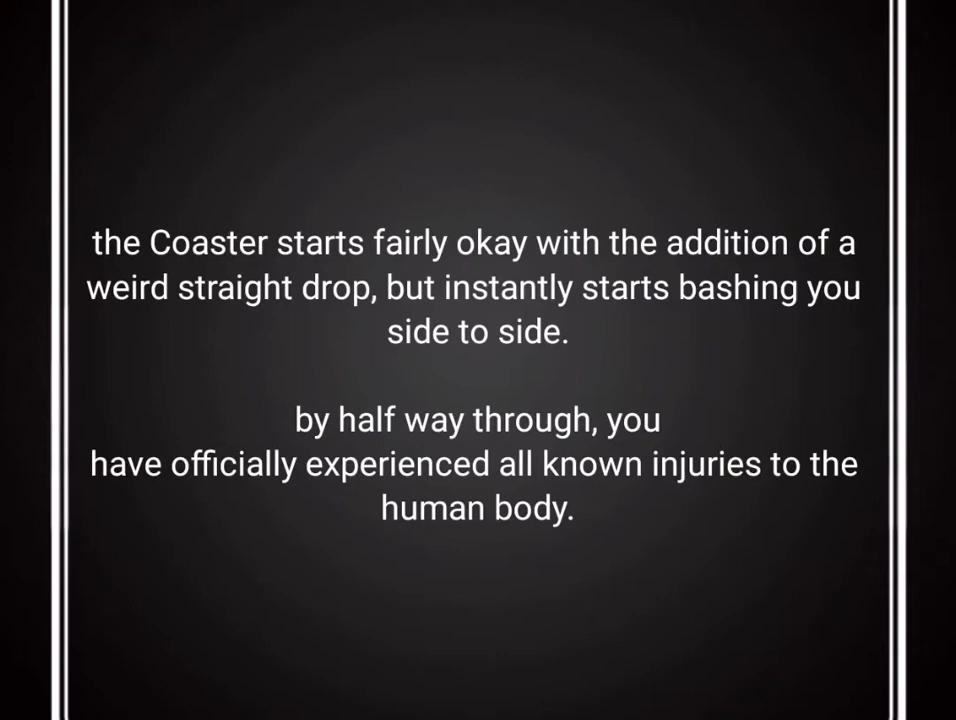 the Coaster starts fairly okay with the addition of a
weird straight drop, but instantly starts bashing you
side to side.
by half way through, you
have officially experienced all known injuries to the
human body.